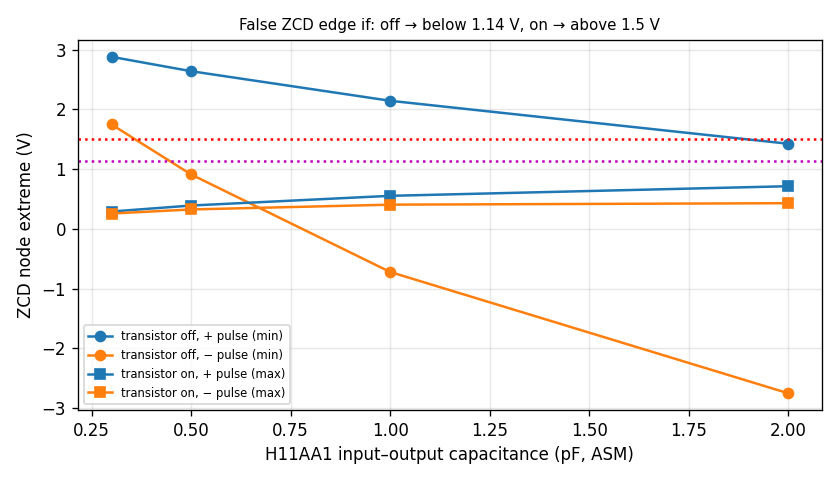 False ZCD edge if: off → below 1.14 V, on → above 1.5 V
ZCD node extreme (V)
3
2
1
0
−1
−2
−3
transistor off, + pulse (min)
transistor off, − pulse (min)
transistor on, + pulse (max)
transistor on, − pulse (max)
0.25 0.50 0.75 1.00 1.25 1.50 1.75 2.00
H11AA1 input–output capacitance (pF, ASM)